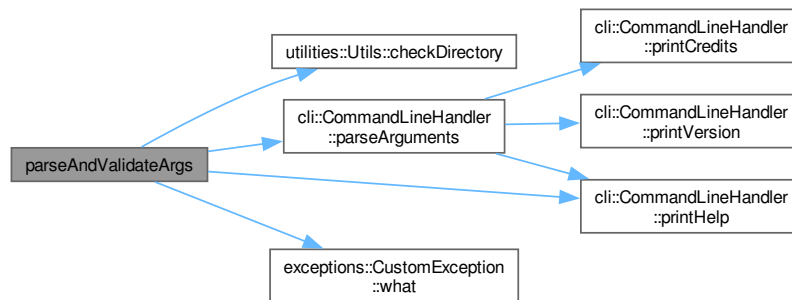 parseAndValidateArgs
utilities::Utils::checkDirectory
cli::CommandLineHandler
::parseArguments
exceptions::CustomException
::what
cli::CommandLineHandler
::printCredits
cli::CommandLineHandler
::printVersion
cli::CommandLineHandler
::printHelp